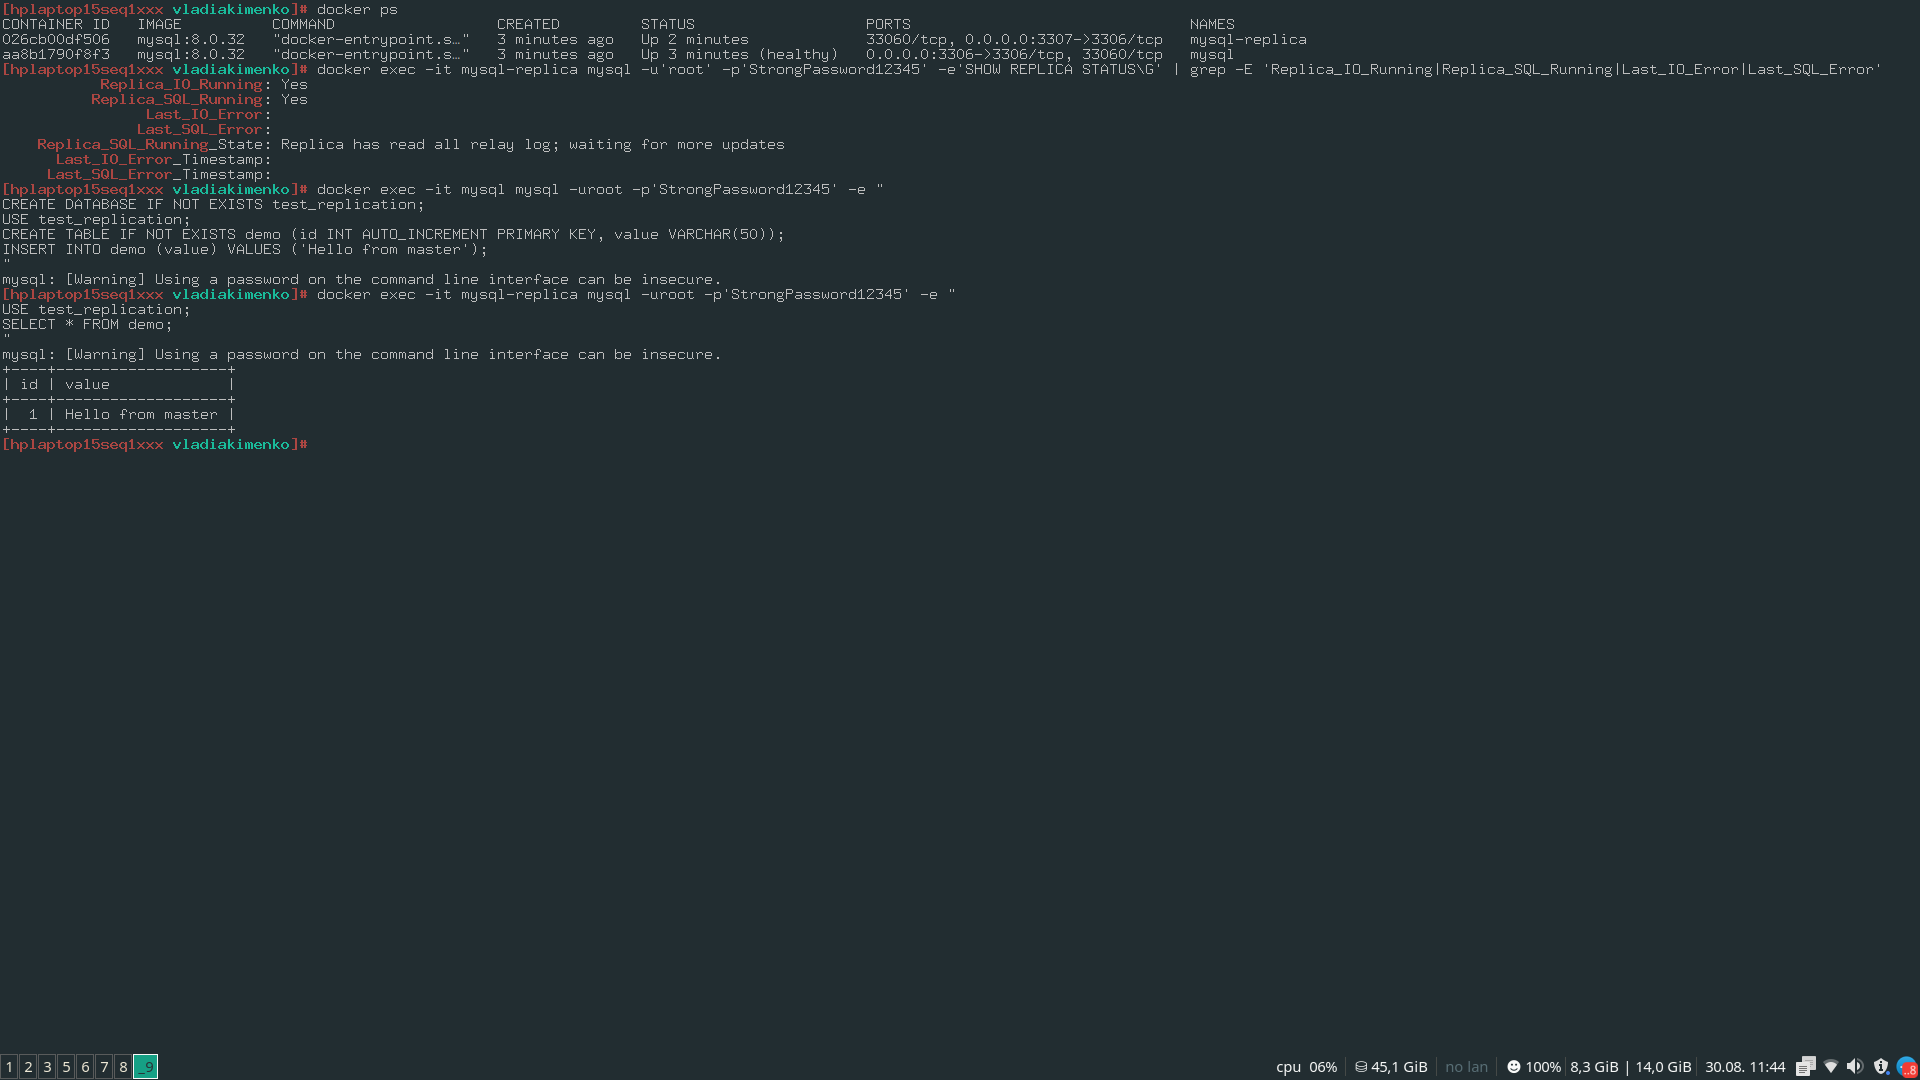 [hplaptop15seq1xxx vladiakimenko]# docker ps
CONTAINER ID   IMAGE          COMMAND                  CREATED         STATUS                   PORTS                               NAMES
026cb00df506   mysql:8.0.32   "docker-entrypoint.s…"   3 minutes ago   Up 2 minutes             33060/tcp, 0.0.0.0:3307->3306/tcp   mysql-replica
aa8b1790f8f3   mysql:8.0.32   "docker-entrypoint.s…"   3 minutes ago   Up 3 minutes (healthy)   0.0.0.0:3306->3306/tcp, 33060/tcp   mysql
[hplaptop15seq1xxx vladiakimenko]# docker exec -it mysql-replica mysql -u'root' -p'StrongPassword12345' -e'SHOW REPLICA STATUS\G' | grep -E 'Replica_IO_Running|Replica_SQL_Running|Last_IO_Error|Last_SQL_Error'
           Replica_IO_Running: Yes
          Replica_SQL_Running: Yes
                Last_IO_Error:
               Last_SQL_Error:
    Replica_SQL_Running_State: Replica has read all relay log; waiting for more updates
      Last_IO_Error_Timestamp:
     Last_SQL_Error_Timestamp:
[hplaptop15seq1xxx vladiakimenko]# docker exec -it mysql mysql -uroot -p'StrongPassword12345' -e "
CREATE DATABASE IF NOT EXISTS test_replication;
USE test_replication;
CREATE TABLE IF NOT EXISTS demo (id INT AUTO_INCREMENT PRIMARY KEY, value VARCHAR(50));
INSERT INTO demo (value) VALUES ('Hello from master');
"
mysql: [Warning] Using a password on the command line interface can be insecure.
[hplaptop15seq1xxx vladiakimenko]# docker exec -it mysql-replica mysql -uroot -p'StrongPassword12345' -e "
USE test_replication;
SELECT * FROM demo;
"
mysql: [Warning] Using a password on the command line interface can be insecure.
+----+-------------------+
| id | value             |
+----+-------------------+
|  1 | Hello from master |
+----+-------------------+
[hplaptop15seq1xxx vladiakimenko]#
1 2 3 5 6 7 8 _9 cpu 06% 45,1 GiB no lan 100% 8,3 GiB | 14,0 GiB 30.08. 11:44 ..8